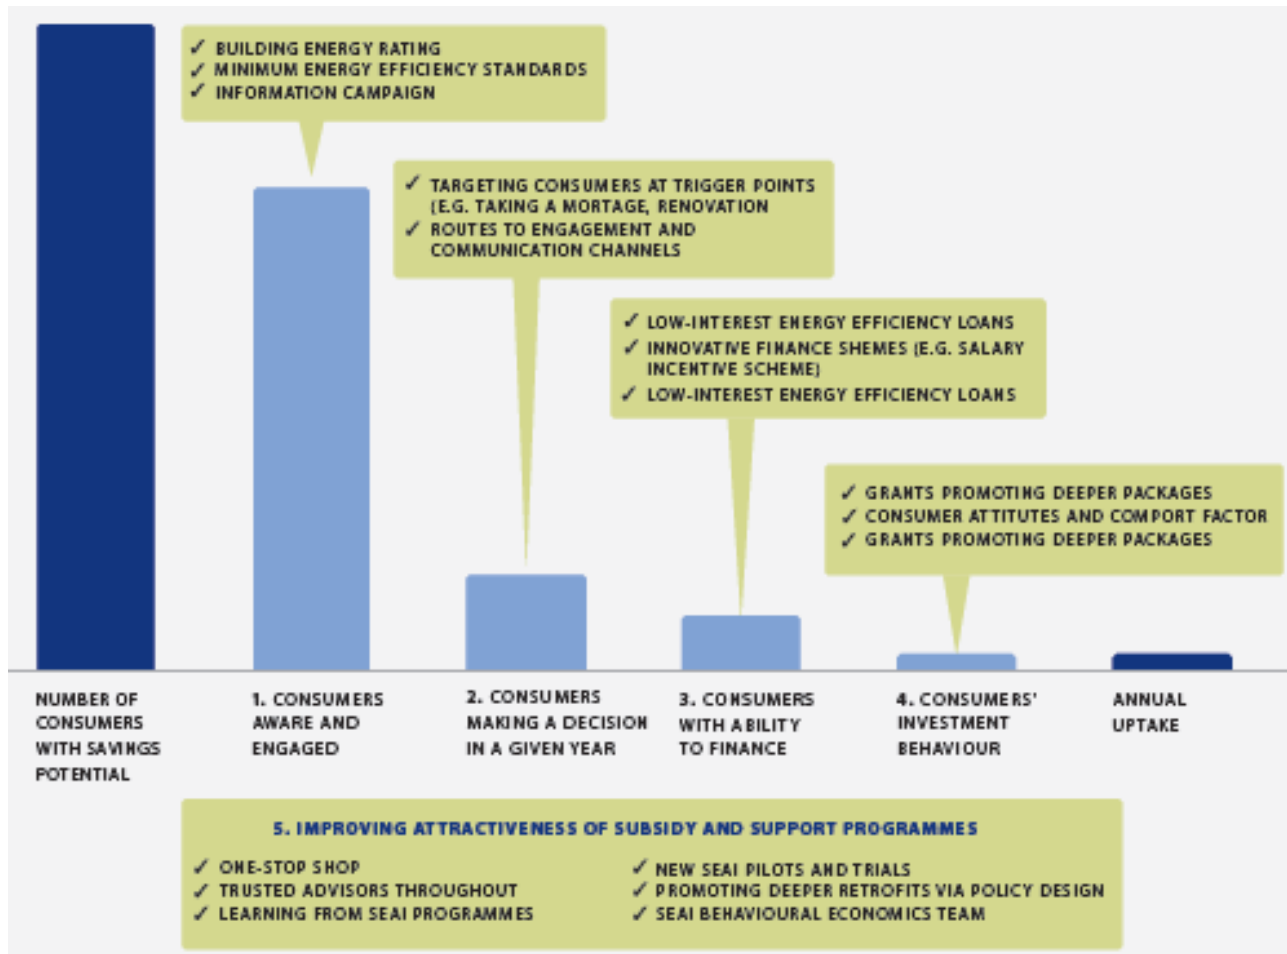 ✓ BUILDING ENERGY RATING
✓ MINIMUM ENERGY EFFICIENCY STANDARDS
✓ INFORMATION CAMPAIGN
✓ TARGETING CONSUMERS AT TRIGGER POINTS
(E.G. TAKING A MORTAGE, RENOVATION
✓ ROUTES TO ENGAGEMENT AND
COMMUNICATION CHANNELS
✓ LOW-INTEREST ENERGY EFFICIENCY LOANS
✓ INNOVATIVE FINANCE SHEMES (E.G. SALARY
INCENTIVE SCHEME)
✓ LOW-INTEREST ENERGY EFFICIENCY LOANS
✓ GRANTS PROMOTING DEEPER PACKAGES
✓ CONSUMER ATTITUTES AND COMPORT FACTOR
✓ GRANTS PROMOTING DEEPER PACKAGES
NUMBER OF
CONSUMERS
WITH SAVINGS
POTENTIAL
1. CONSUMERS
AWARE AND
ENGAGED
2. CONSUMERS
MAKING A DECISION
IN A GIVEN YEAR
3. CONSUMERS
WITH ABILITY
TO FINANCE
4. CONSUMERS'
INVESTMENT
BEHAVIOUR
ANNUAL
UPTAKE
5. IMPROVING ATTRACTIVENESS OF SUBSIDY AND SUPPORT PROGRAMMES
✓ ONE-STOP SHOP
✓ TRUSTED ADVISORS THROUGHOUT
✓ LEARNING FROM SEAI PROGRAMMES
✓ NEW SEAI PILOTS AND TRIALS
✓ PROMOTING DEEPER RETROFITS VIA POLICY DESIGN
✓ SEAI BEHAVIOURAL ECONOMICS TEAM